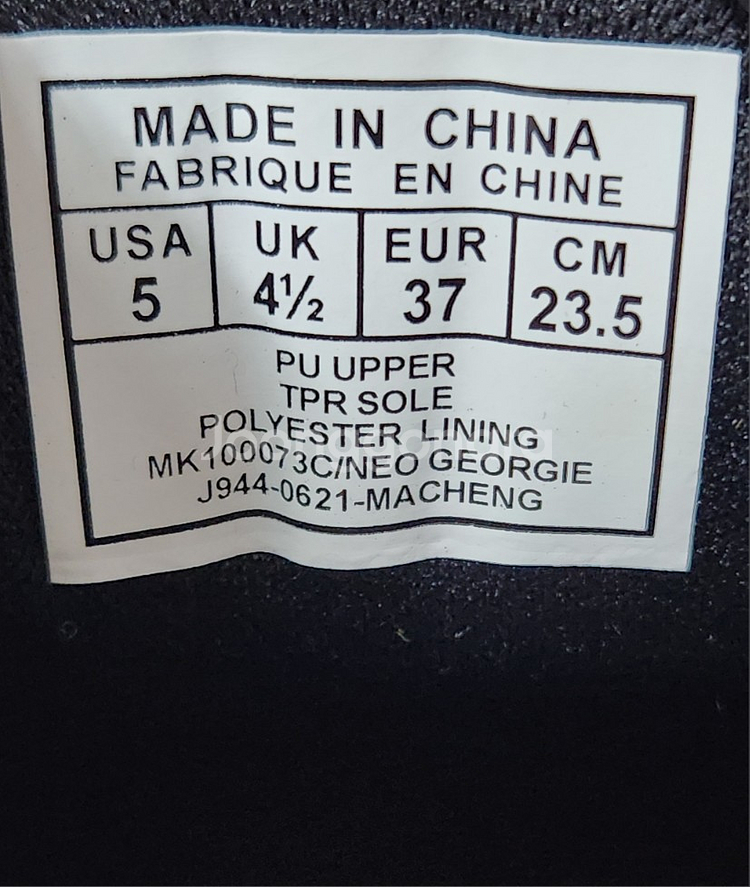 MADE IN CHINA
FABRIQUE EN CHINE
USA UK EUR CM
5 4½ 37 23.5
PU UPPER
TPR SOLE
POLYESTER LINING
MK100073C/NEO GEORGIE
J944-0621-MACHENG